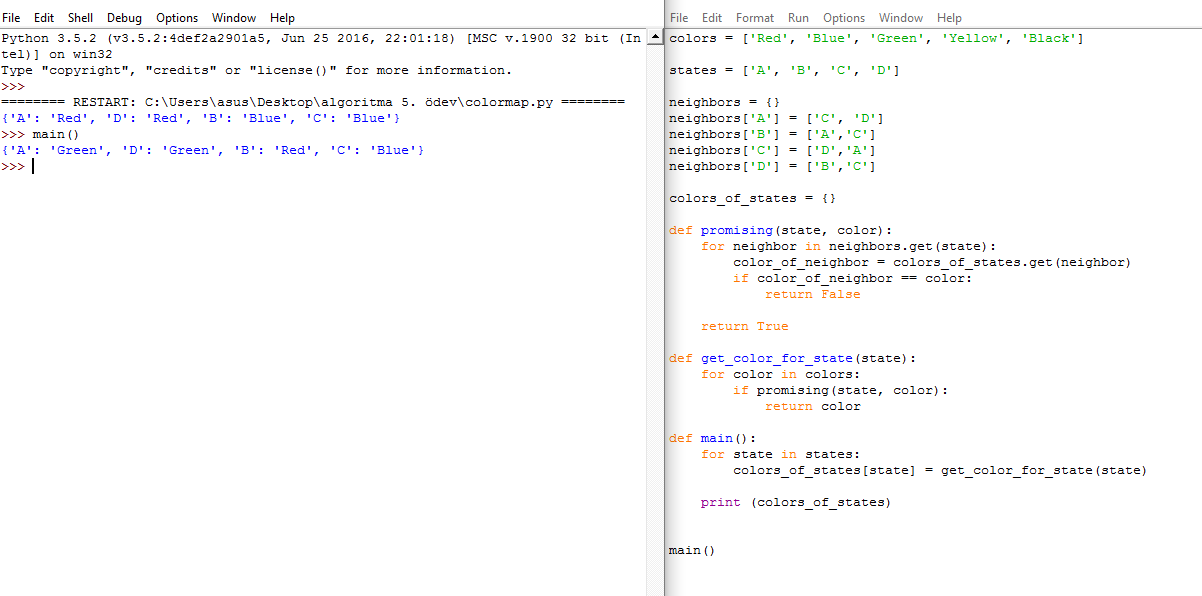 File Edit Shell Debug Options Window Help
Python 3.5.2 (v3.5.2:4def2a2901a5, Jun 25 2016, 22:01:18) [MSC v.1900 32 bit (In
tel)] on win32
Type "copyright", "credits" or "license()" for more information.
>>>
======== RESTART: C:\Users\asus\Desktop\algoritma 5. ödev\colormap.py ========
{'A': 'Red', 'D': 'Red', 'B': 'Blue', 'C': 'Blue'}
>>> main()
{'A': 'Green', 'D': 'Green', 'B': 'Red', 'C': 'Blue'}
>>>
File Edit Format Run Options Window Help
colors = ['Red', 'Blue', 'Green', 'Yellow', 'Black']
states = ['A', 'B', 'C', 'D']
neighbors = {}
neighbors['A'] = ['C', 'D']
neighbors['B'] = ['A','C']
neighbors['C'] = ['D','A']
neighbors['D'] = ['B','C']
colors_of_states = {}
def promising(state, color):
    for neighbor in neighbors.get(state):
        color_of_neighbor = colors_of_states.get(neighbor)
        if color_of_neighbor == color:
            return False
    return True
def get_color_for_state(state):
    for color in colors:
        if promising(state, color):
            return color
def main():
    for state in states:
        colors_of_states[state] = get_color_for_state(state)
    print (colors_of_states)
main()